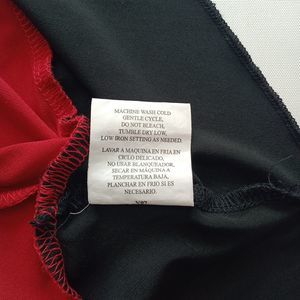 MACHINE WASH COLD
GENTLE CYCLE,
DO NOT BLEACH,
TUMBLE DRY LOW,
LOW IRON SETTING AS NEEDED.
LAVAR A MAQUINA EN FRIA EN
CICLO DELICADO,
NO USAR BLANQUEADOR,
SECAR EN MÁQUINA A
TEMPERATURA BAJA,
PLANCHAR EN FRIO SI ES
NECESARIO.